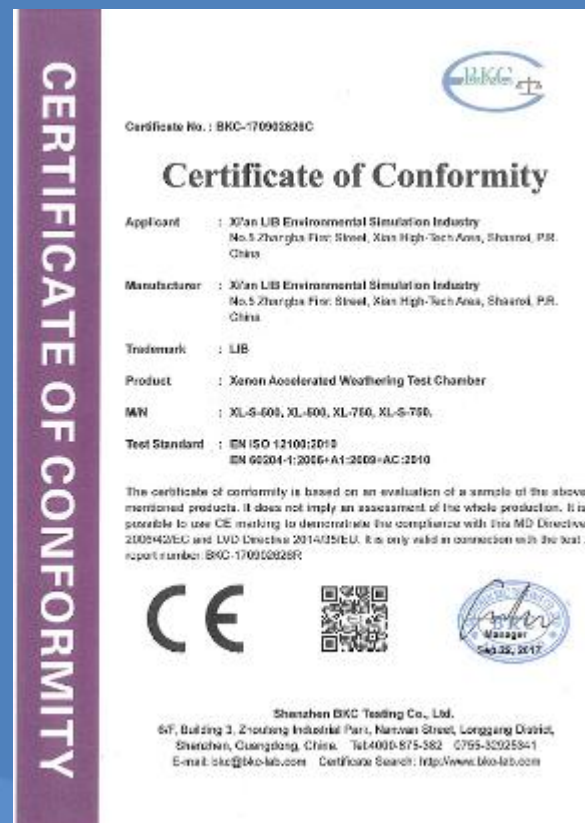 CERTIFICATE OF CONFORMITY
BKC
Certificate No. : BKC-170902626C
Certificate of Conformity
Applicant : Xi'an LIB Environmental Simulation Industry
No.5 Zhangba First Street, Xian High-Tech Area, Shaanxi, P.R.
China
Manufacturer : Xi'an LIB Environmental Simulation Industry
No.5 Zhangba First Street, Xian High-Tech Area, Shaanxi, P.R.
China
Trademark : LIB
Product : Xenon Accelerated Weathering Test Chamber
M/N : XL-S-500, XL-500, XL-750, XL-S-750.
Test Standard : EN ISO 12100:2010
EN 60204-1:2006+A1:2009+AC:2010
The certificate of conformity is based on an evaluation of a sample of the above
mentioned products. It does not imply an assessment of the whole production. It is
possible to use CE marking to demonstrate the compliance with this MD Directive
2006/42/EC and LVD Directive 2014/35/EU. It is only valid in connection with the test
report number: BKC-170902626R
CE
Manager
Sep.25, 2017
Shenzhen BKC Testing Co., Ltd.
6/F, Building 3, Zhoutang Industrial Park, Nanwan Street, Longgang District,
Shenzhen, Guangdong, China. Tel:4000-875-382 0755-32925341
E-mail: bkc@bkc-lab.com Certificate Search: http://www.bkc-lab.com